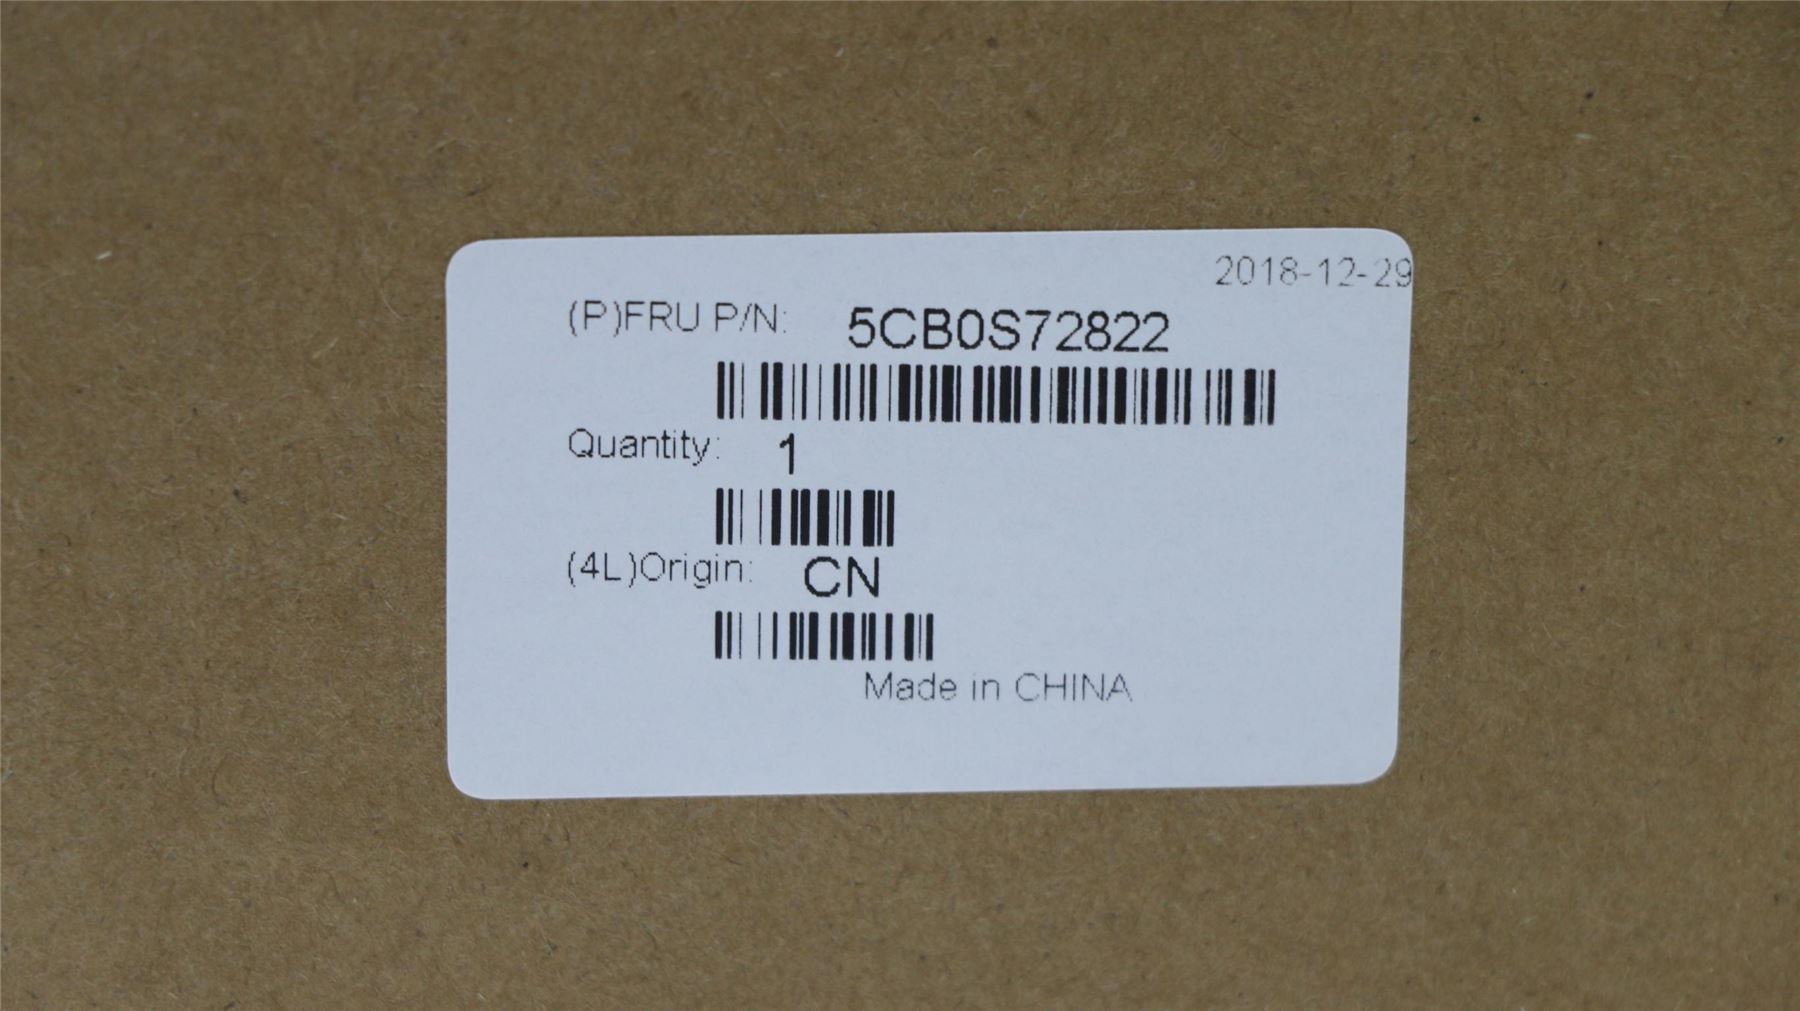 2018-12-29
(P)FRU P/N: 5CB0S72822
Quantity: 1
(4L)Origin: CN
Made in CHINA